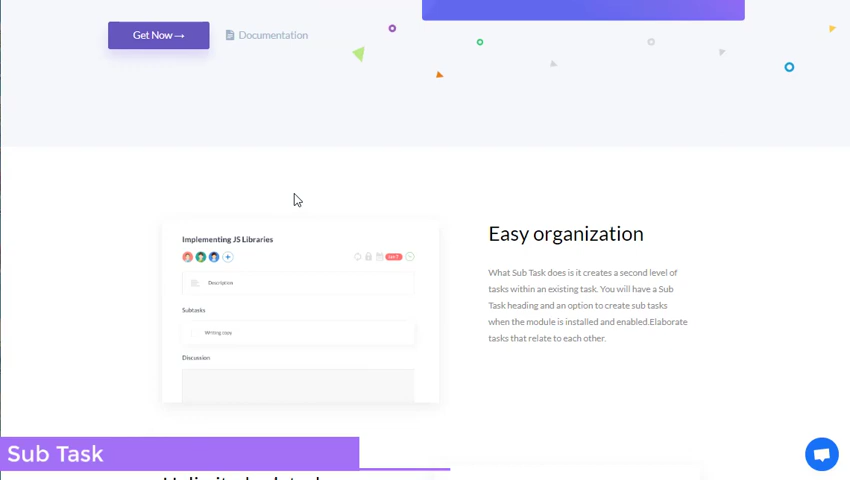 Get Now →
Documentation
Implementing JS Libraries
Description
Subtasks
Writing copy
Discussion
Easy organization
What Sub Task does is it creates a second level of
tasks within an existing task. You will have a Sub
Task heading and an option to create sub tasks
when the module is installed and enabled.Elaborate
tasks that relate to each other.
Sub Task